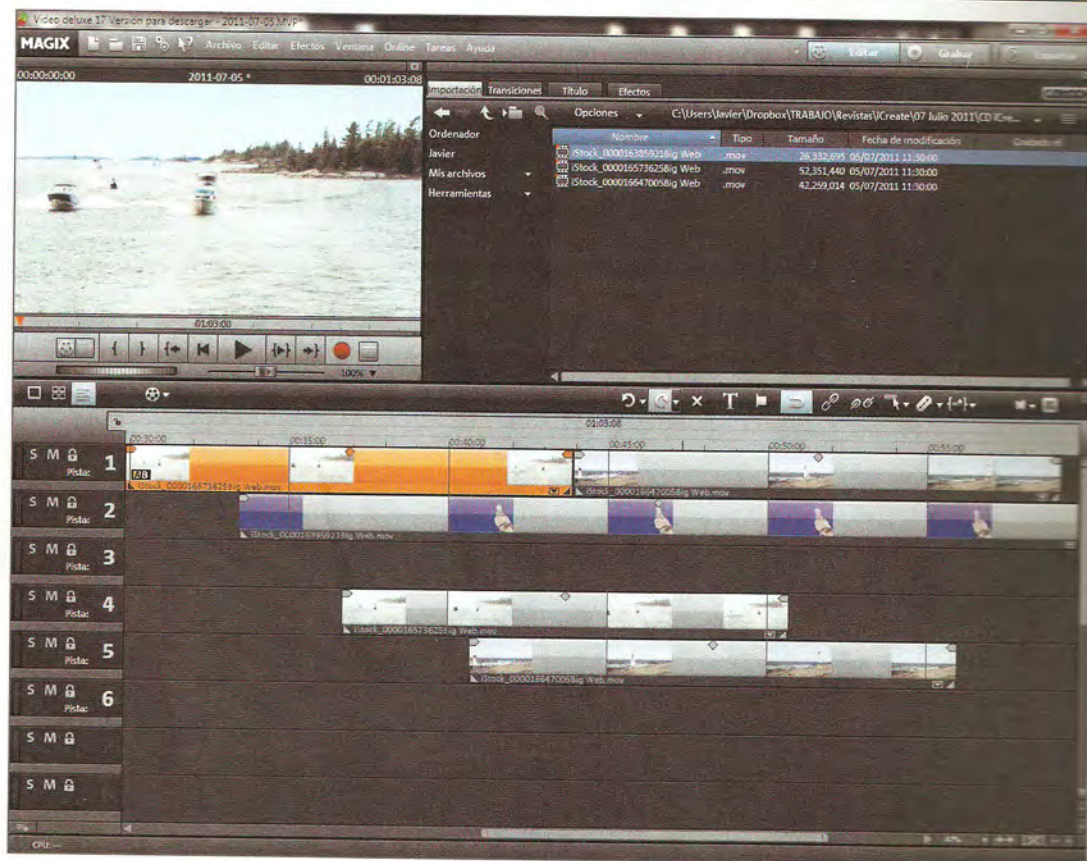 Video deluxe 17 Versión para descargar - 2011-07-05.MVP*
MAGIX Archivo Editar Efectos Ventana Online Tareas Ayuda
Editar Grabar
00:00:00:00 2011-07-05 * 00:01:03:08
Importación Transiciones Título Efectos
Opciones C:\Users\Javier\Dropbox\TRABAJO\Revistas\iCreate\07 Julio 2011\CD iCre...
Ordenador
Javier
Mis archivos
Herramientas
Nombre Tipo Tamaño Fecha de modificación
iStock_000016385921Big Web .mov 26,332,695 05/07/2011 11:30:00
iStock_000016573625Big Web .mov 52,351,440 05/07/2011 11:30:00
iStock_000016647005Big Web .mov 42,259,014 05/07/2011 11:30:00
01:03:08
100%
01:03:08
00:30:00 00:35:00 00:40:00 00:45:00 00:50:00 00:55:00
S M Pista: 1
AB
iStock_000016573625Big Web.mov
iStock_000016647005Big Web.mov
S M Pista: 2
iStock_000016385921Big Web.mov
S M Pista: 3
S M Pista: 4
iStock_000016573625Big Web.mov
S M Pista: 5
iStock_000016647005Big Web.mov
S M Pista: 6
S M
S M
CPU: —